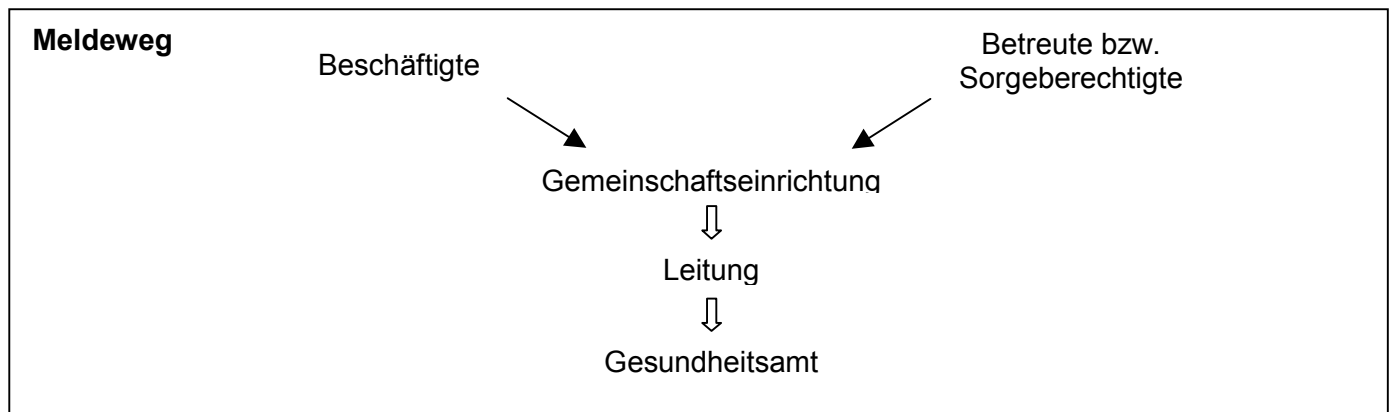 Meldeweg
Beschäftigte
Betreute bzw.
Sorgeberechtigte
Gemeinschaftseinrichtung
Leitung
Gesundheitsamt